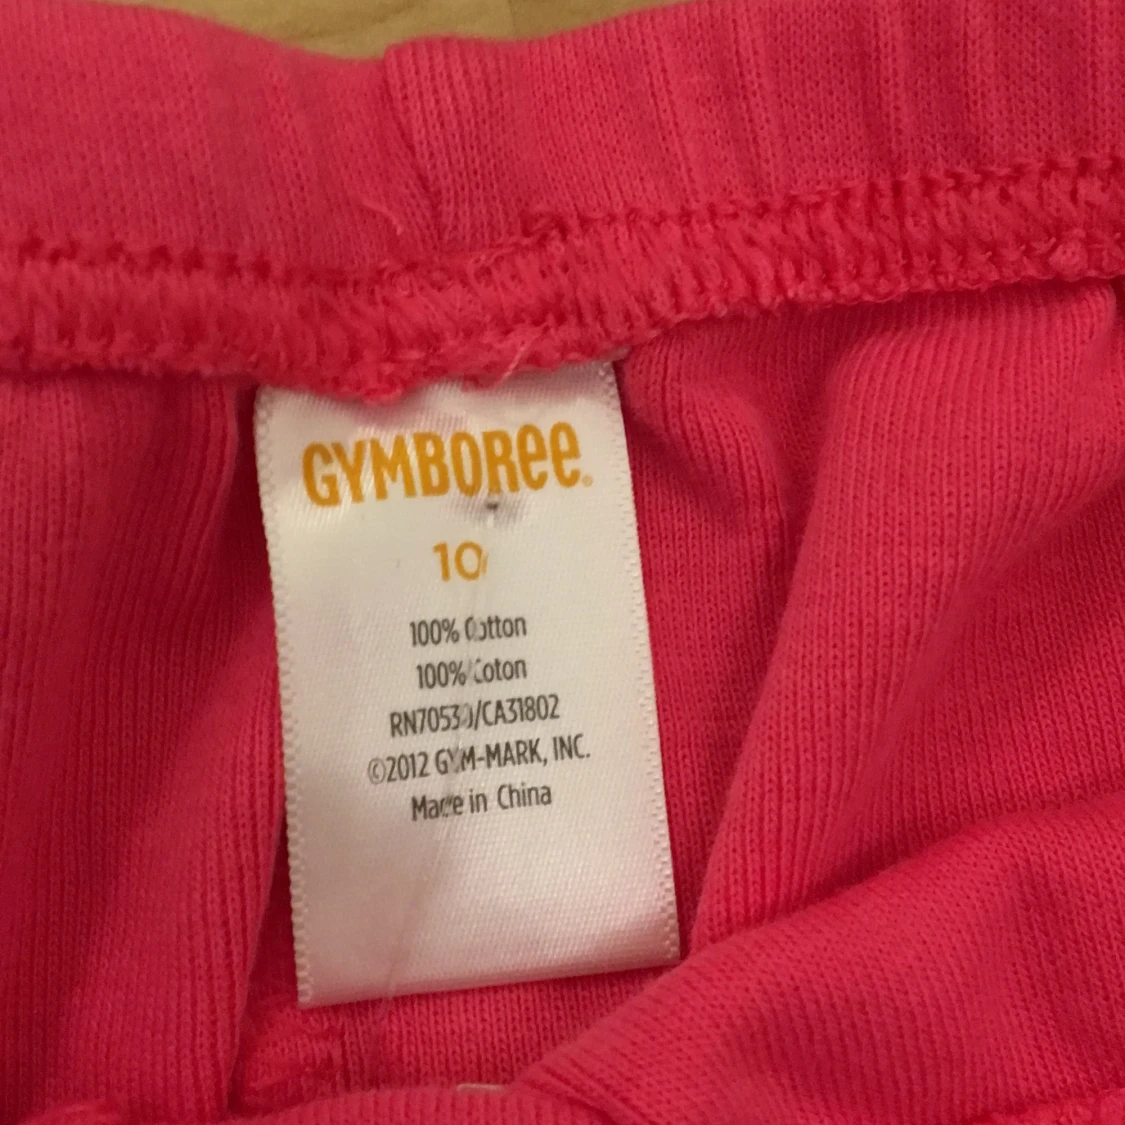 GYMBOREE®
10
100% Cotton
100% Coton
RN70530/CA31802
©2012 GYM-MARK, INC.
Made in China